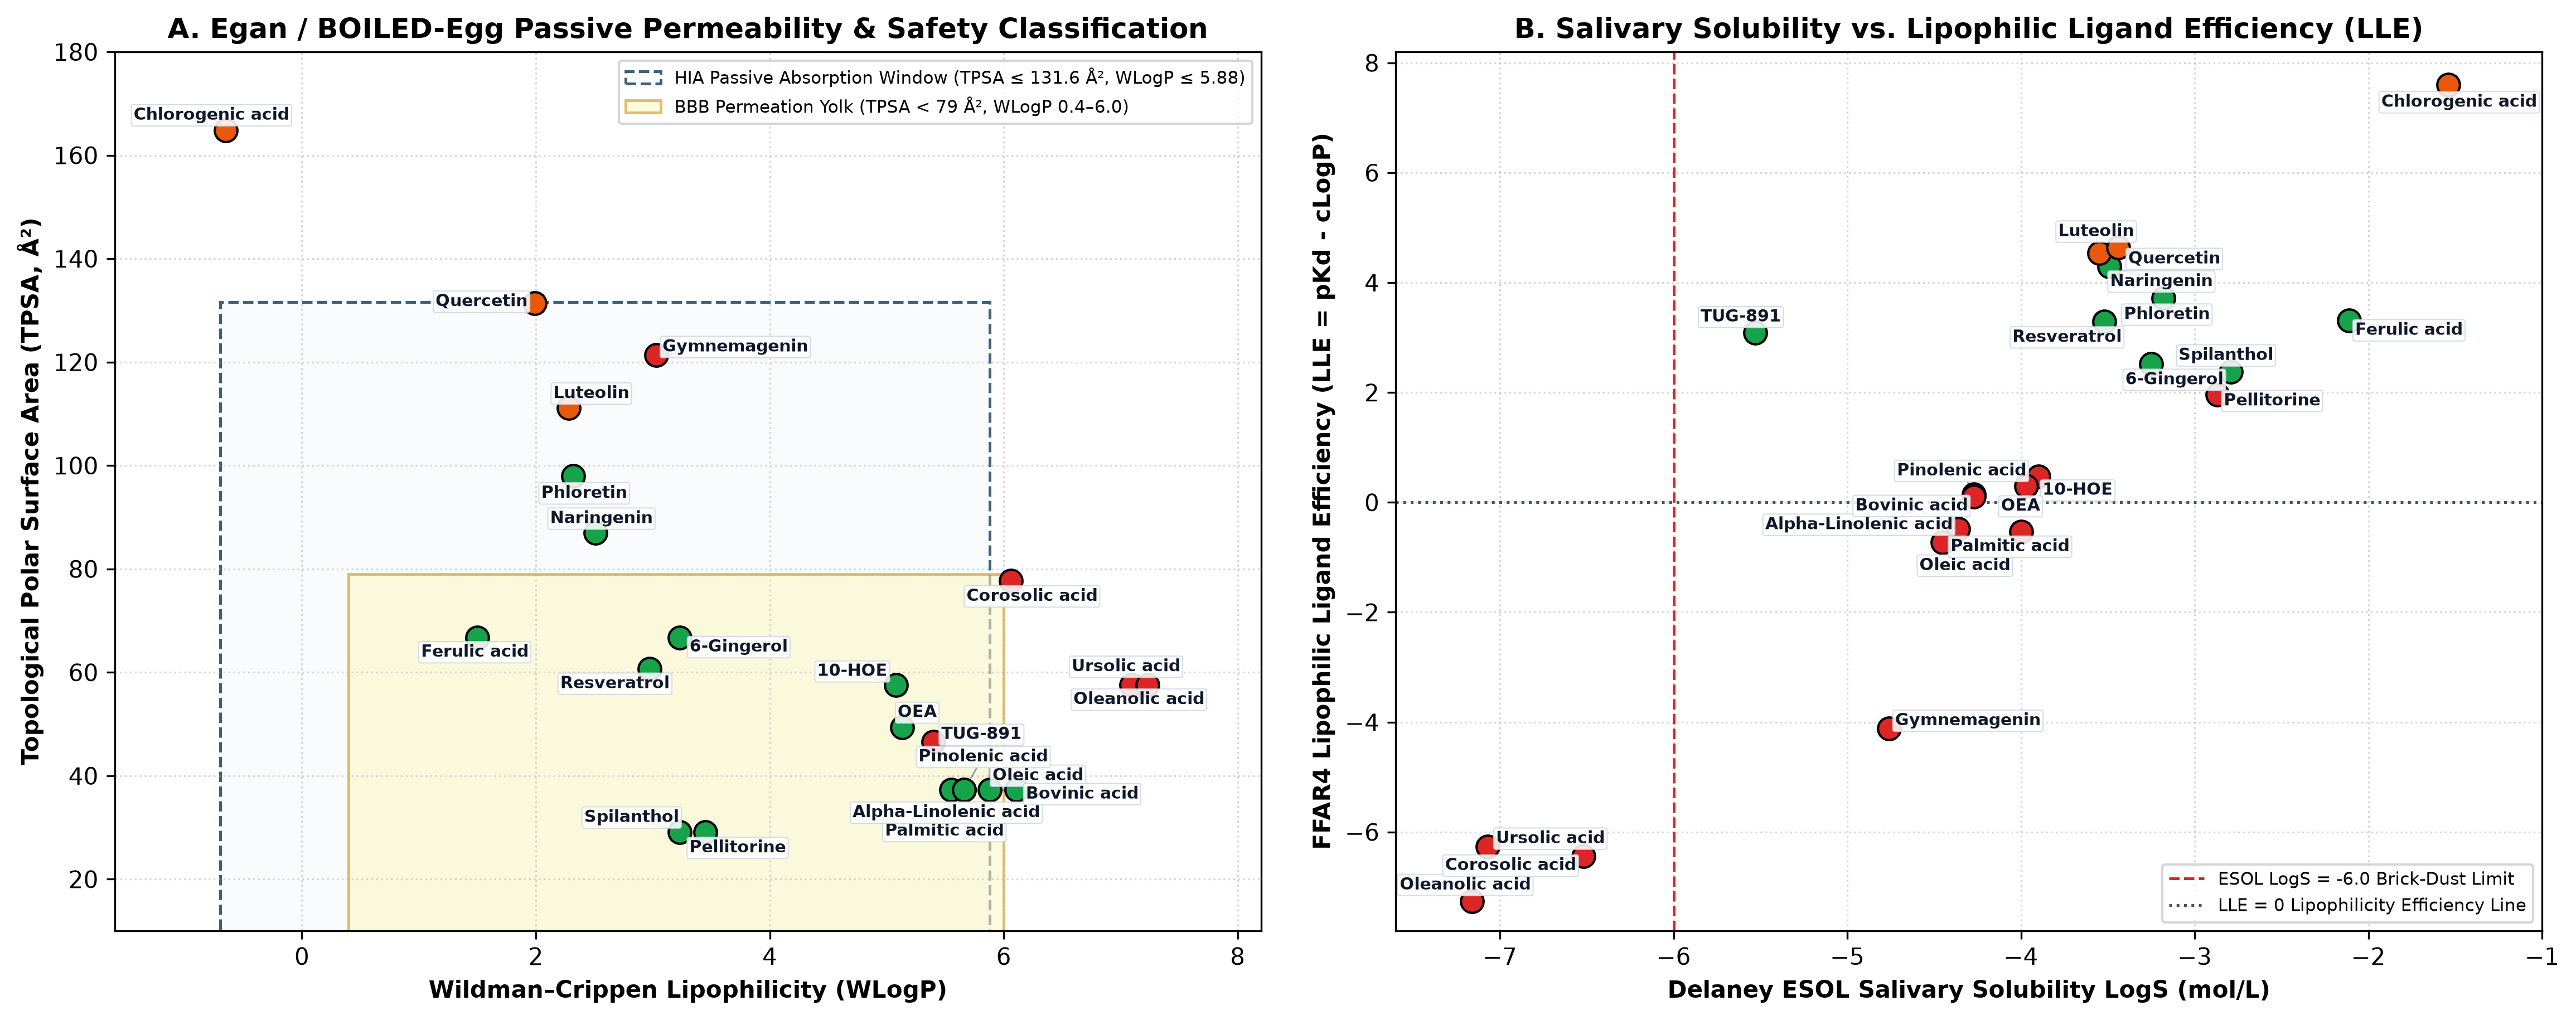 A. Egan / BOILED-Egg Passive Permeability & Safety Classification
Topological Polar Surface Area (TPSA, Å²)
180
160
140
120
100
80
60
40
20
HIA Passive Absorption Window (TPSA ≤ 131.6 Å², WLogP ≤ 5.88)
BBB Permeation Yolk (TPSA < 79 Å², WLogP 0.4–6.0)
Chlorogenic acid
Quercetin
Gymnemagenin
Luteolin
Phloretin
Naringenin
Corosolic acid
Ferulic acid
6-Gingerol
Resveratrol
10-HOE
Ursolic acid
Oleanolic acid
OEA
TUG-891
Pinolenic acid
Oleic acid
Bovinic acid
Alpha-Linolenic acid
Palmitic acid
Spilanthol
Pellitorine
0
2
4
6
8
Wildman–Crippen Lipophilicity (WLogP)
B. Salivary Solubility vs. Lipophilic Ligand Efficiency (LLE)
FFAR4 Lipophilic Ligand Efficiency (LLE = pKd - cLogP)
8
6
4
2
0
−2
−4
−6
Chlorogenic acid
Luteolin
Quercetin
Naringenin
Phloretin
TUG-891
Resveratrol
Ferulic acid
Spilanthol
6-Gingerol
Pellitorine
Pinolenic acid
10-HOE
Bovinic acid
OEA
Alpha-Linolenic acid
Palmitic acid
Oleic acid
Gymnemagenin
Ursolic acid
Corosolic acid
Oleanolic acid
ESOL LogS = -6.0 Brick-Dust Limit
LLE = 0 Lipophilicity Efficiency Line
−7
−6
−5
−4
−3
−2
−1
Delaney ESOL Salivary Solubility LogS (mol/L)